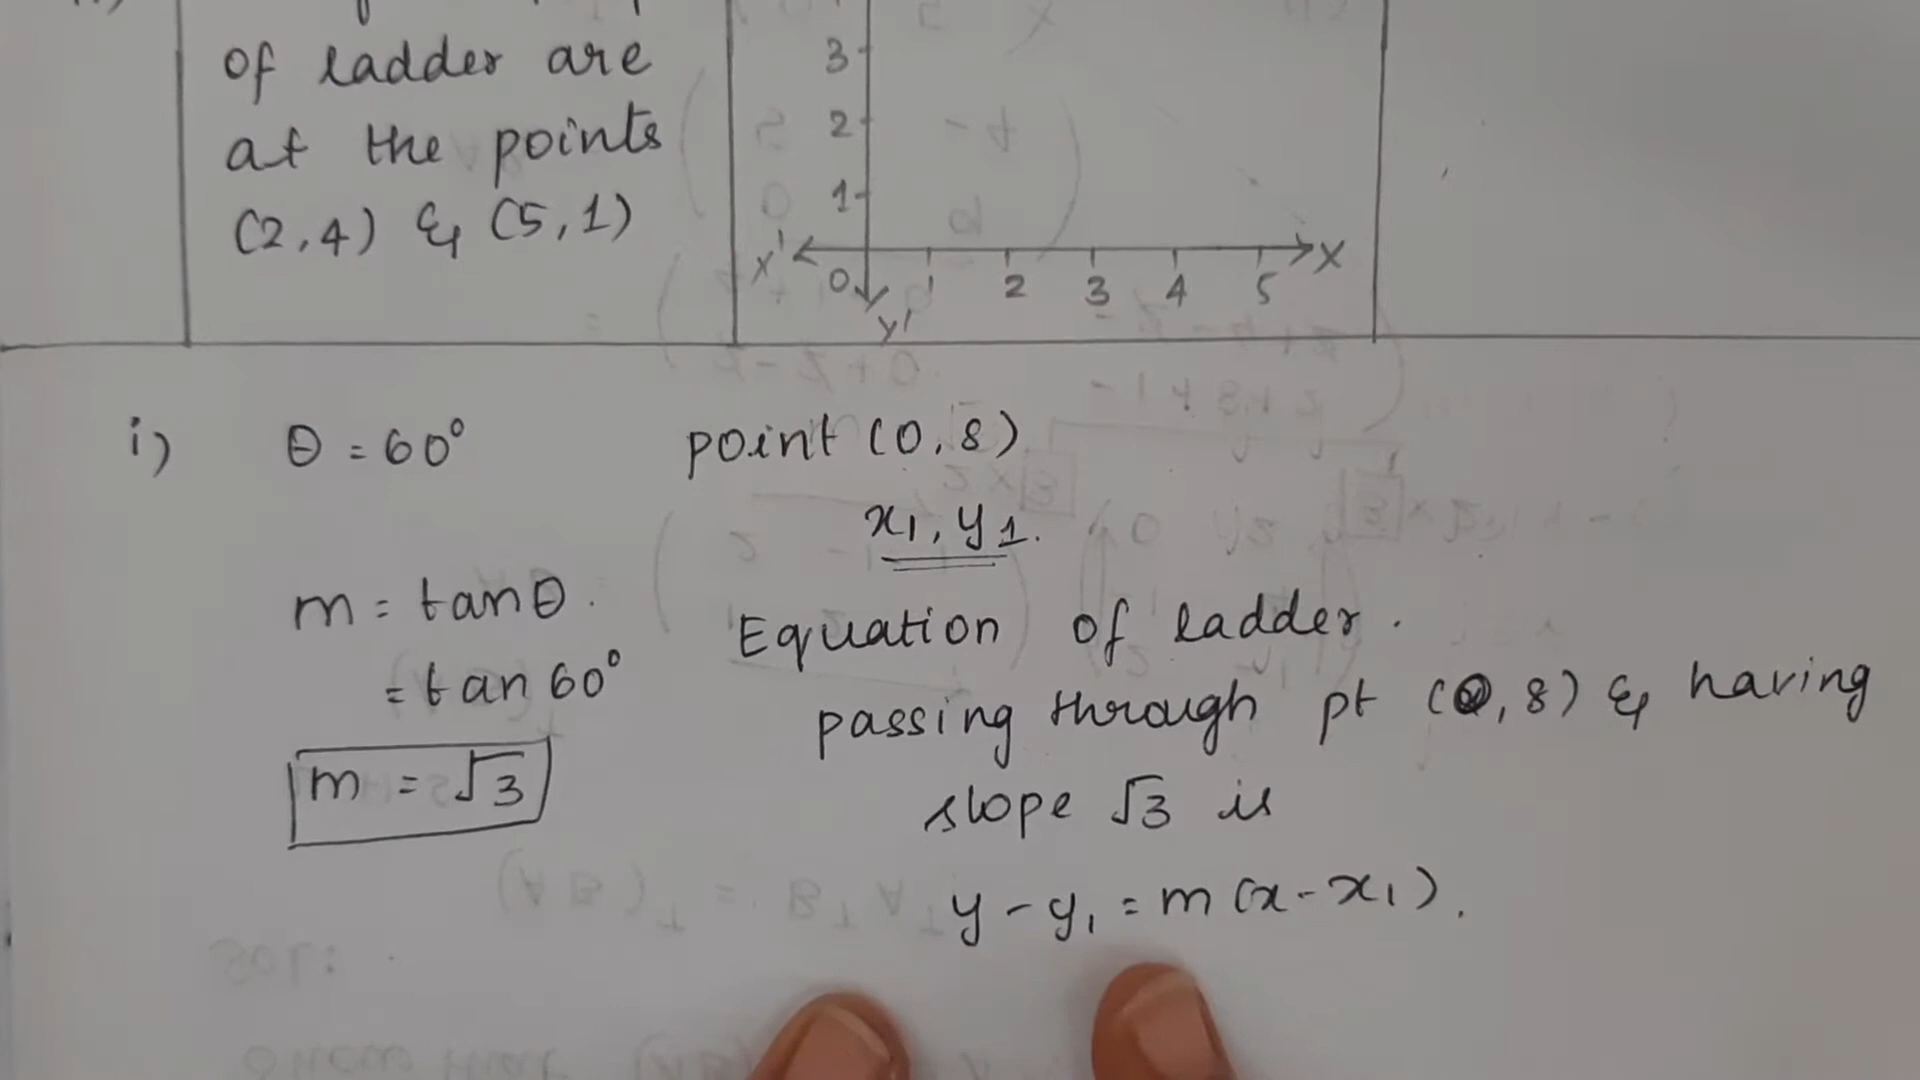 of ladder are
at the points
(2,4) & (5,1)
3
2
1
X' 0 1 2 3 4 5 X
Y'
i) θ = 60° point (0,8)
x1, y1.
m = tanθ.
= tan 60°
m = √3
Equation of ladder.
passing through pt (0,8) & having
slope √3 is
y - y1 = m(x - x1).